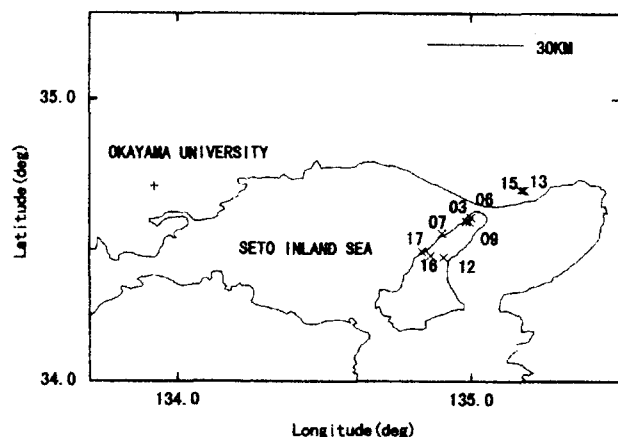 30KM
35.0
Latitude(deg)
OKAYAMA UNIVERSITY
15 13
06
03
07
09
SETO INLAND SEA
17
12
16
34.0
134.0
135.0
Longitude(deg)